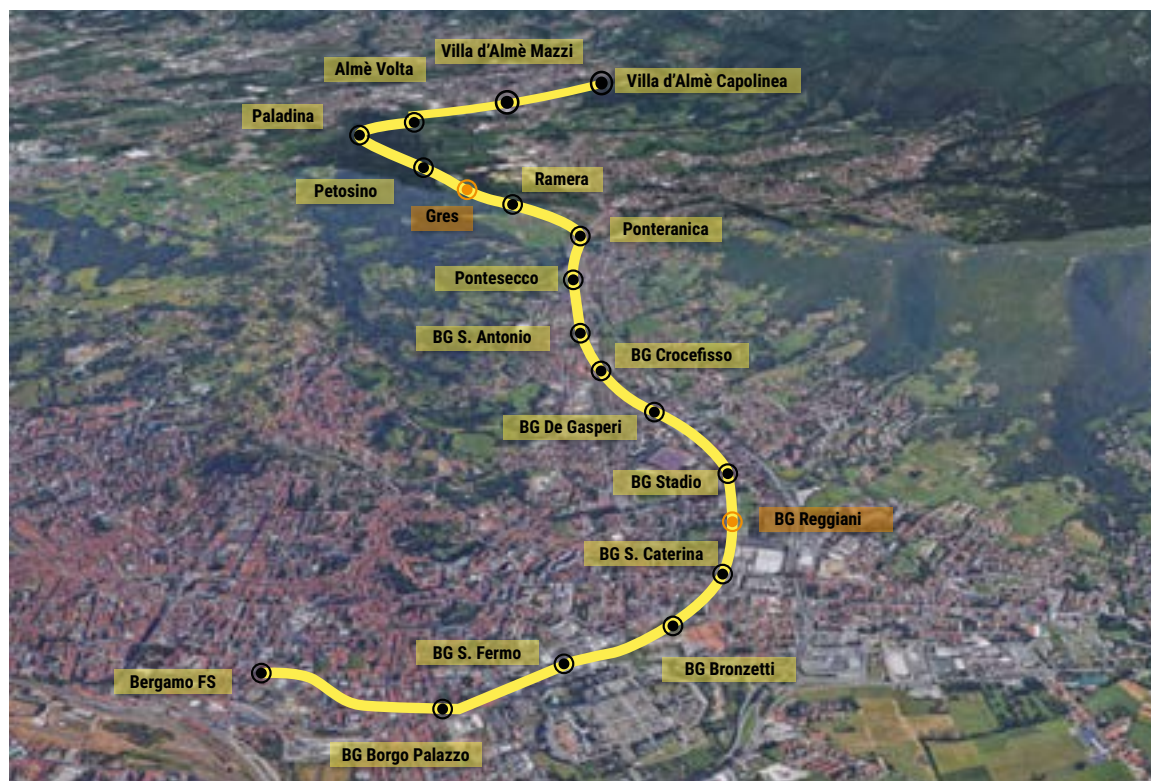 Villa d'Almè Mazzi
Almè Volta
Villa d'Almè Capolinea
Paladina
Petosino
Ramera
Gres
Ponteranica
Pontesecco
BG S. Antonio
BG Crocefisso
BG De Gasperi
BG Stadio
BG Reggiani
BG S. Caterina
BG S. Fermo
BG Bronzetti
Bergamo FS
BG Borgo Palazzo